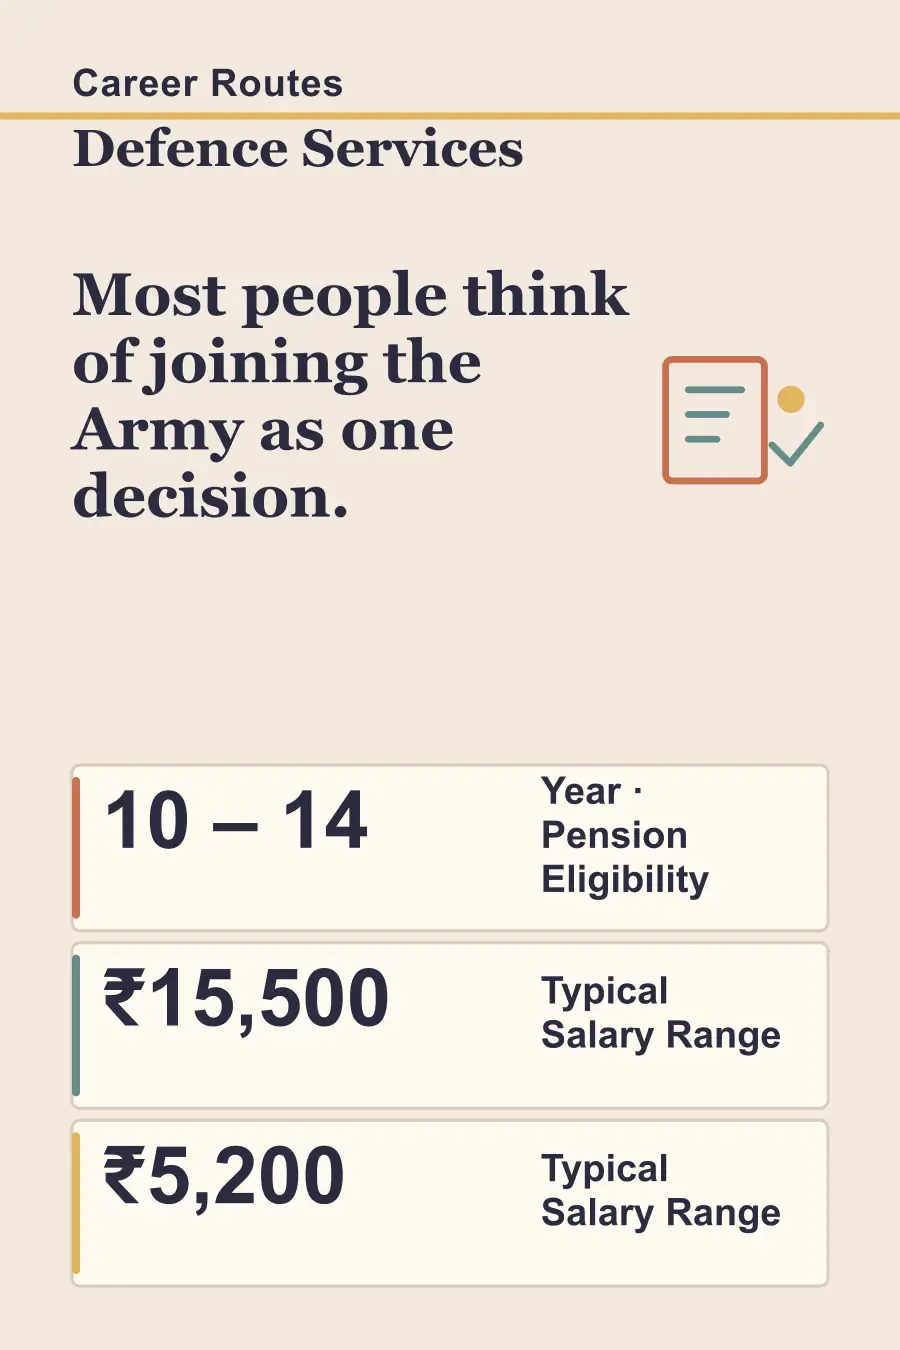 Career Routes
Defence Services
Most people think
of joining the
Army as one
decision.
10 – 14
Year ·
Pension
Eligibility
₹15,500
Typical
Salary Range
₹5,200
Typical
Salary Range